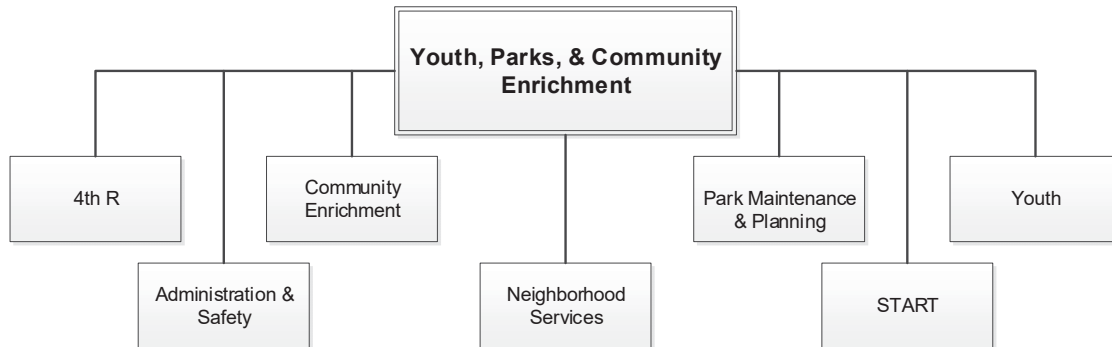 Youth, Parks, & Community
Enrichment
4th R
Community
Enrichment
Park Maintenance
& Planning
Youth
Administration &
Safety
Neighborhood
Services
START